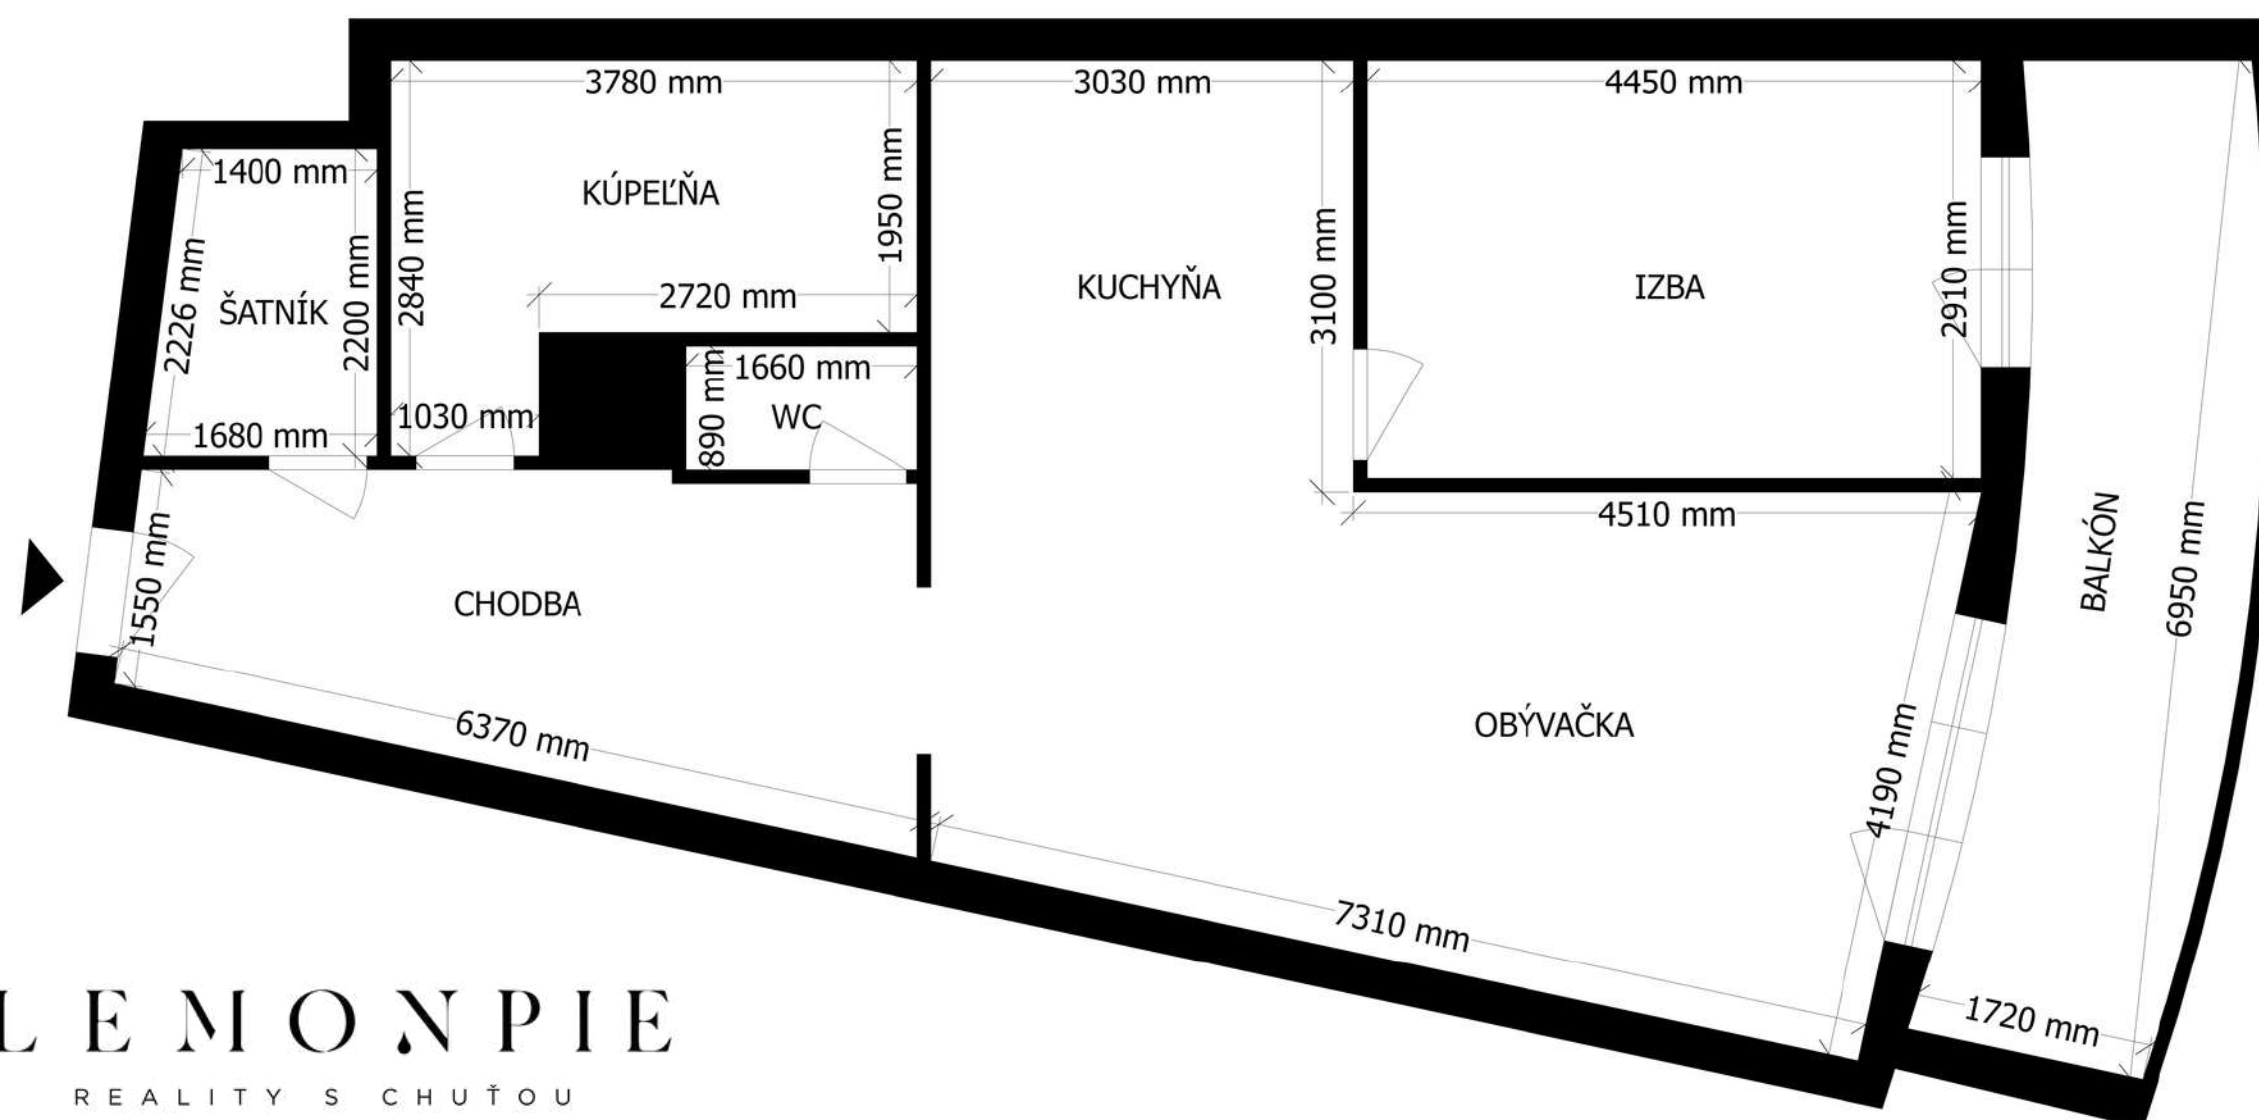 3780 mm
3030 mm
4450 mm
1400 mm
KÚPEĽŇA
1950 mm
2226 mm
ŠATNÍK
2200 mm
2840 mm
2720 mm
KUCHYŇA
3100 mm
IZBA
2910 mm
1660 mm
890 mm
WC
1030 mm
1680 mm
4510 mm
1550 mm
CHODBA
BALKÓN
6950 mm
6370 mm
OBÝVAČKA
4190 mm
7310 mm
1720 mm
LEMONPIE
REALITY S CHUŤOU